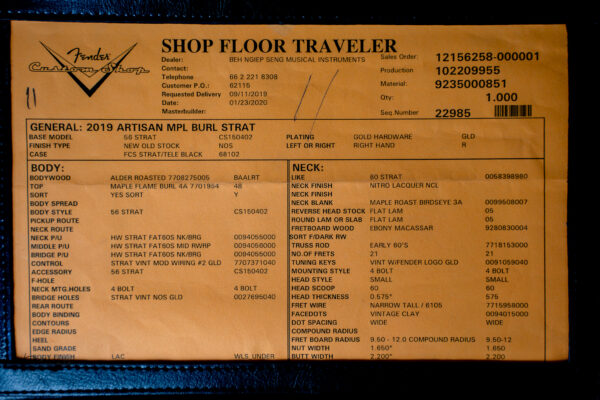 Fender
Custom Shop
SHOP FLOOR TRAVELER
Dealer: BEH NGIEP SENG MUSICAL INSTRUMENTS
Contact:
Telephone 66 2 221 8308
Customer P.O.: 62116
Requested Delivery 09/11/2019
Date: 01/23/2020
Masterbuilder:
Sales Order: 12156258-000001
Production 102209955
Material: 9235000851
Qty: 1.000
Seq.Number 22985
GENERAL: 2019 ARTISAN MPL BURL STRAT
BASE MODEL 56 STRAT CS150402 PLATING GOLD HARDWARE GLD
FINISH TYPE NEW OLD STOCK NOS LEFT OR RIGHT RIGHT HAND R
CASE FCS STRAT/TELE BLACK 68102
BODY:
BODYWOOD ALDER ROASTED 7708275005 BAALRT
TOP MAPLE FLAME BURL 4A 7701954 48
SORT YES SORT Y
BODY SPREAD
BODY STYLE 56 STRAT CS150402
PICKUP ROUTE
NECK ROUTE
NECK P/U HW STRAT FAT60S NK/BRG 0094055000
MIDDLE P/U HW STRAT FAT60S MID RWRP 0094056000
BRIDGE P/U HW STRAT FAT60S NK/BRG 0094055000
CONTROL STRAT VINT MOD WIRING #2 GLD 7707371040
ACCESSORY 56 STRAT CS150402
F-HOLE
NECK MTG.HOLES 4 BOLT 4 BOLT
BRIDGE HOLES STRAT VINT NOS GLD 0027695040
REAR ROUTE
BODY BINDING
CONTOURS
EDGE RADIUS
HEEL
SAND GRADE
BODY FINISH LAC WLS_UNDER
NECK:
LIKE 60 STRAT 0058398980
NECK FINISH NITRO LACQUER NCL
NECK FINISH
NECK BLANK MAPLE ROAST BIRDSEYE 3A 0099508007
REVERSE HEAD STOCK FLAT LAM 05
ROUND LAM OR SLAB FLAT LAM 05
FRETBOARD WOOD EBONY MACASSAR 9280830004
SORT F/DARK RW
TRUSS ROD EARLY 60'S 7718153000
NO.OF FRETS 21 21
TUNING KEYS VINT W/FENDER LOGO GLD 0091059040
MOUNTING STYLE 4 BOLT 4 BOLT
HEAD STYLE SMALL SMALL
HEAD SCOOP 60 60
HEAD THICKNESS 0.575" 575
FRET WIRE NARROW TALL / 6105 7715958000
FACEDOTS VINTAGE CLAY 0094015000
DOT SPACING WIDE WIDE
COMPOUND RADIUS
FRET BOARD RADIUS 9.50 - 12.0 COMPOUND RADIUS 9.50-12
NUT WIDTH 1.650" 1.650
BUTT WIDTH 2.200" 2.200